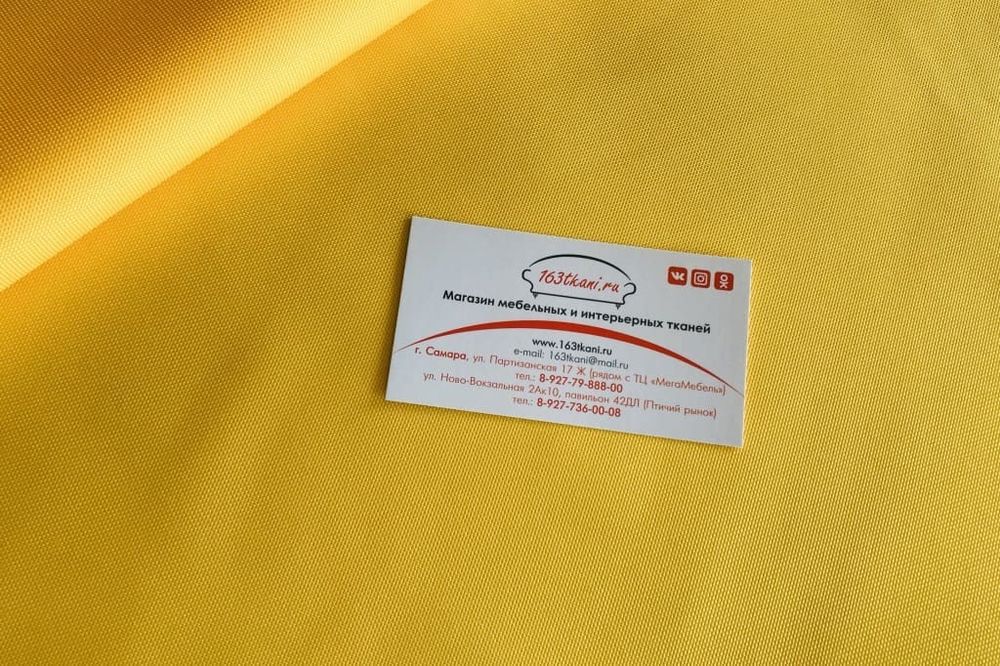 163tkani.ru
Магазин мебельных и интерьерных тканей
www.163tkani.ru
e-mail: 163tkani@mail.ru
г. Самара, ул. Партизанская 17 Ж (рядом с ТЦ «МегаМебель»)
тел.: 8-927-79-888-00
ул. Ново-Вокзальная 2Ак10, павильон 42ДЛ (Птичий рынок)
тел.: 8-927-736-00-08